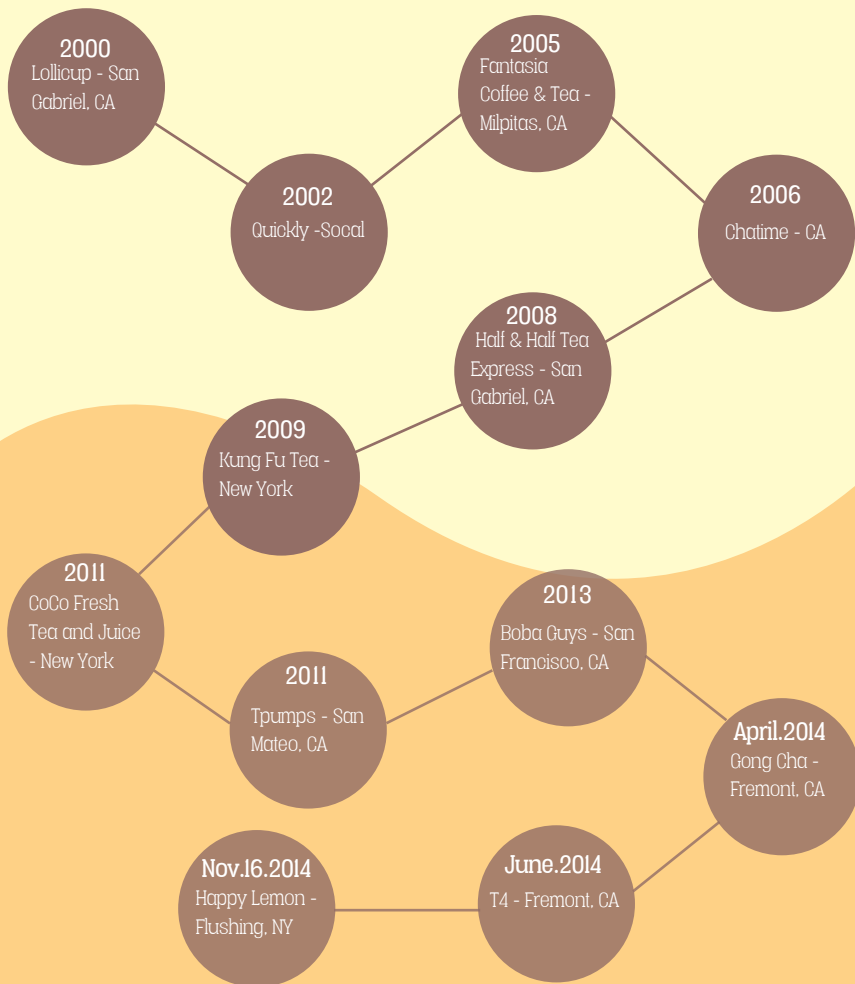 2000
Lollicup - San
Gabriel, CA
2002
Quickly -Socal
2005
Fantasia
Coffee & Tea -
Milpitas, CA
2006
Chatime - CA
2008
Half & Half Tea
Express - San
Gabriel, CA
2009
Kung Fu Tea -
New York
2011
CoCo Fresh
Tea and Juice
- New York
2011
Tpumps - San
Mateo, CA
2013
Boba Guys - San
Francisco, CA
April.2014
Gong Cha -
Fremont, CA
June.2014
T4 - Fremont, CA
Nov.16.2014
Happy Lemon -
Flushing, NY